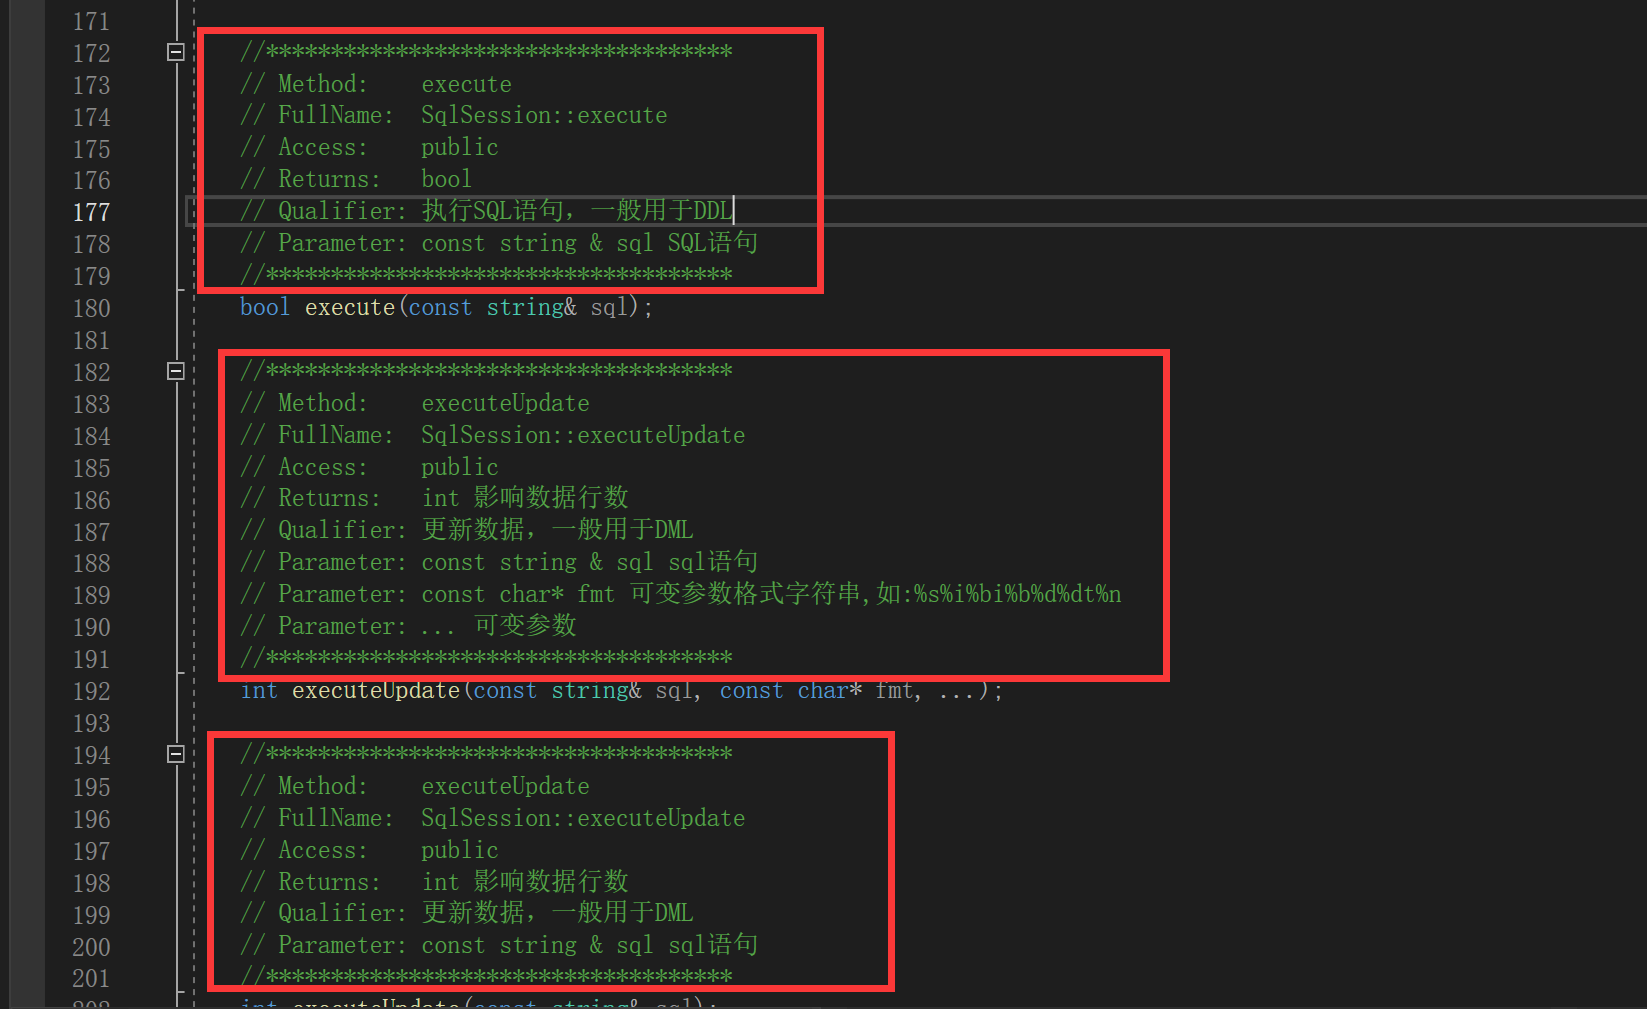 171
172 //************************************
173 // Method:    execute
174 // FullName:  SqlSession::execute
175 // Access:    public
176 // Returns:   bool
177 // Qualifier: 执行SQL语句，一般用于DDL
178 // Parameter: const string & sql SQL语句
179 //************************************
180 bool execute(const string& sql);
181
182 //************************************
183 // Method:    executeUpdate
184 // FullName:  SqlSession::executeUpdate
185 // Access:    public
186 // Returns:   int 影响数据行数
187 // Qualifier: 更新数据，一般用于DML
188 // Parameter: const string & sql sql语句
189 // Parameter: const char* fmt 可变参数格式字符串,如:%s%i%bi%b%d%dt%n
190 // Parameter: ... 可变参数
191 //************************************
192 int executeUpdate(const string& sql, const char* fmt, ...);
193
194 //************************************
195 // Method:    executeUpdate
196 // FullName:  SqlSession::executeUpdate
197 // Access:    public
198 // Returns:   int 影响数据行数
199 // Qualifier: 更新数据，一般用于DML
200 // Parameter: const string & sql sql语句
201 //************************************
202 int executeUpdate(const string& sql);